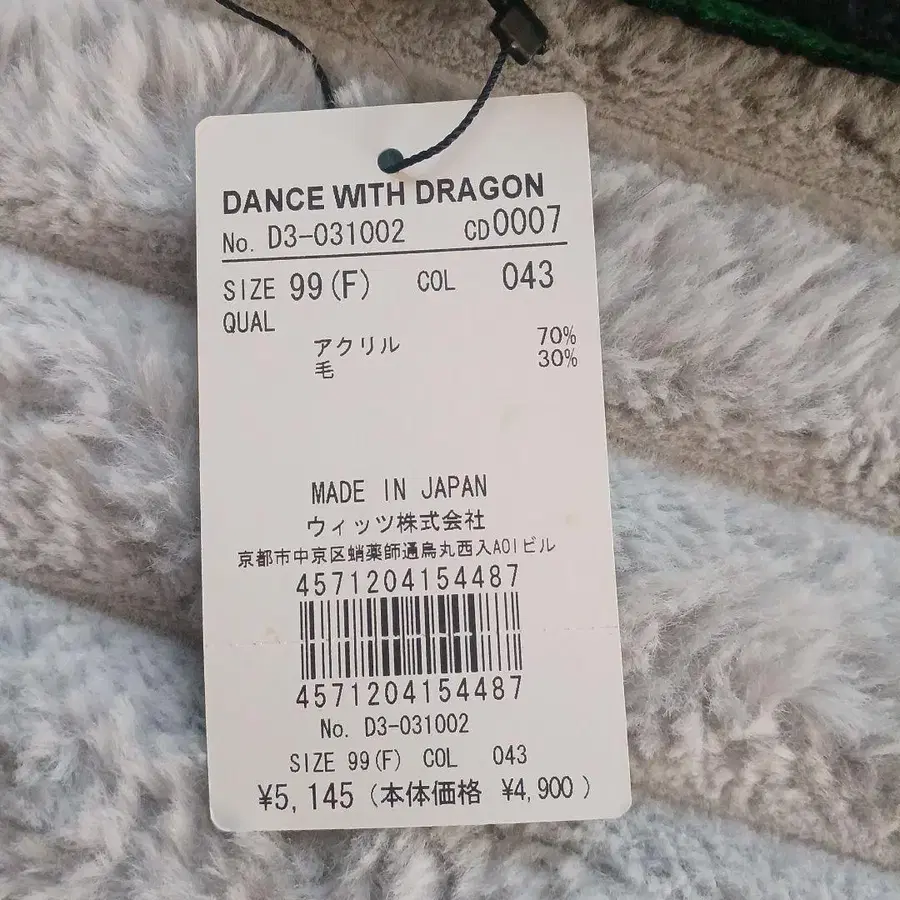 DANCE WITH DRAGON
No. D3-031002 CD0007
SIZE 99(F) COL 043
QUAL
アクリル 70%
毛 30%
MADE IN JAPAN
ウィッツ株式会社
京都市中京区蛸薬師通烏丸西入AOIビル
4571204154487
4571204154487
No. D3-031002
SIZE 99(F) COL 043
¥5,145 (本体価格 ¥4,900 )